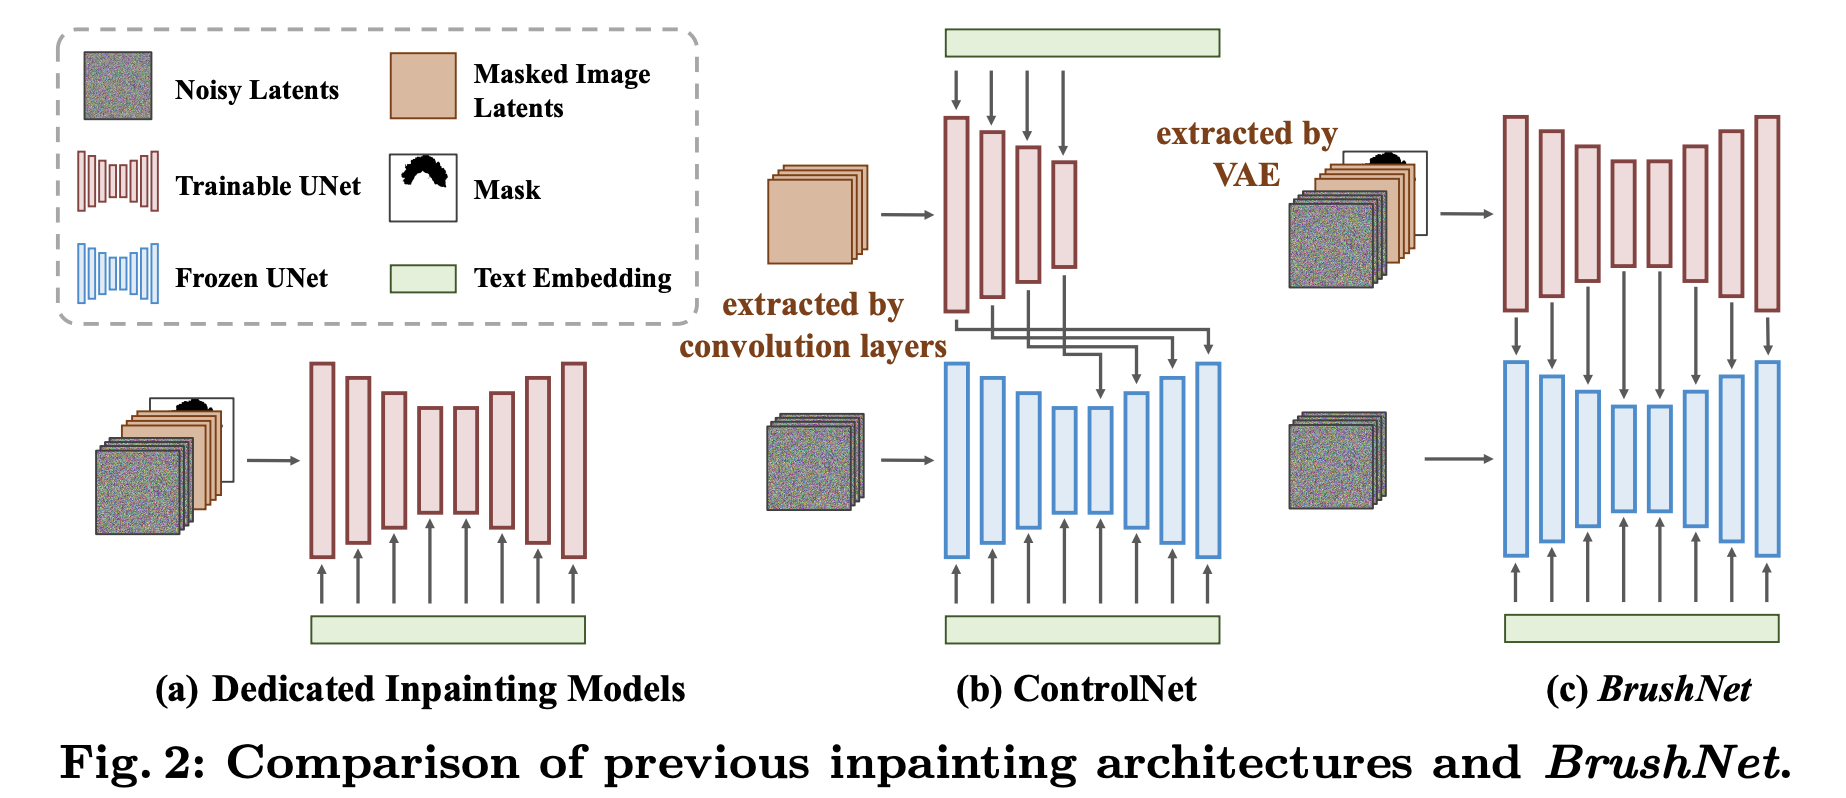 Noisy Latents
Masked Image
Latents
Trainable UNet
Mask
Frozen UNet
Text Embedding
extracted by
convolution layers
extracted by
VAE
(a) Dedicated Inpainting Models
(b) ControlNet
(c) BrushNet
Fig. 2: Comparison of previous inpainting architectures and BrushNet.